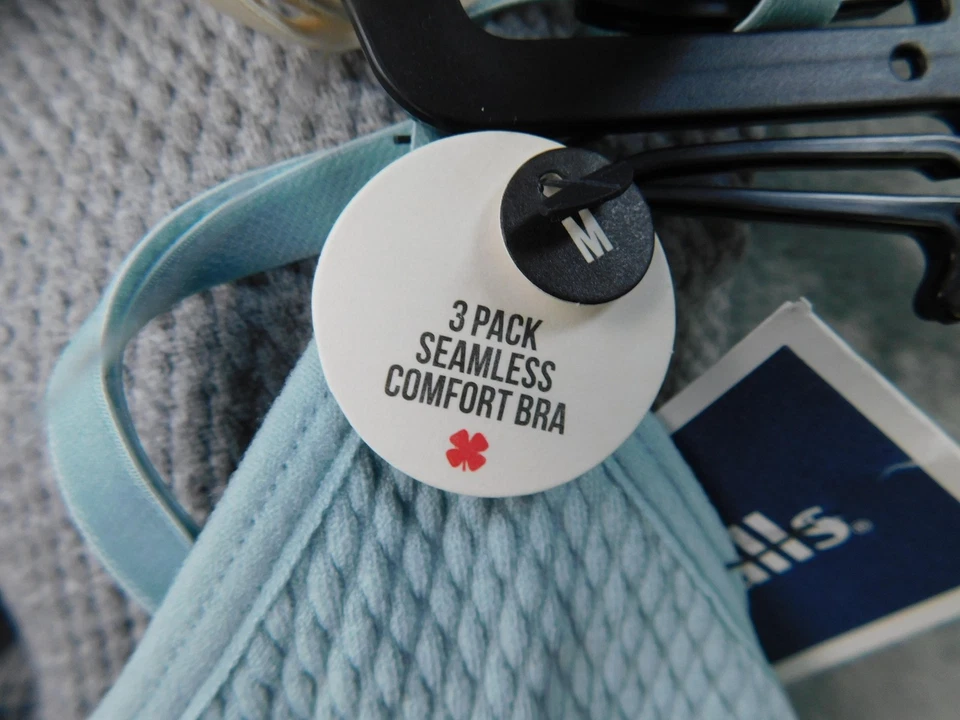 M
3 PACK
SEAMLESS
COMFORT BRA